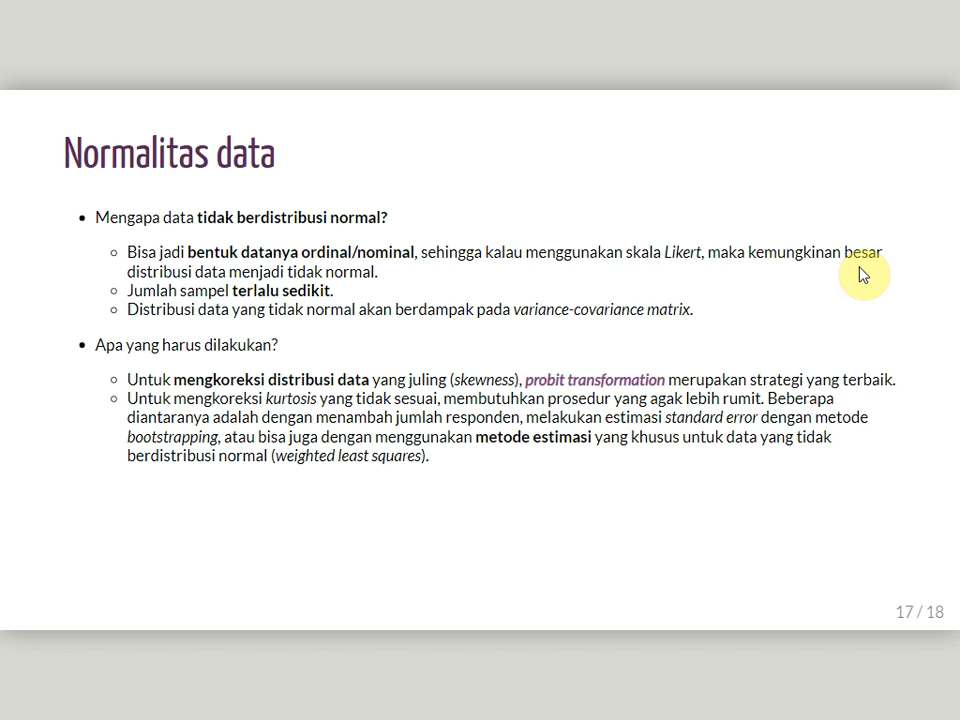 Normalitas data
Mengapa data tidak berdistribusi normal?
Bisa jadi bentuk datanya ordinal/nominal, sehingga kalau menggunakan skala Likert, maka kemungkinan besar
distribusi data menjadi tidak normal.
Jumlah sampel terlalu sedikit.
Distribusi data yang tidak normal akan berdampak pada variance-covariance matrix.
Apa yang harus dilakukan?
Untuk mengkoreksi distribusi data yang juling (skewness), probit transformation merupakan strategi yang terbaik.
Untuk mengkoreksi kurtosis yang tidak sesuai, membutuhkan prosedur yang agak lebih rumit. Beberapa
diantaranya adalah dengan menambah jumlah responden, melakukan estimasi standard error dengan metode
bootstrapping, atau bisa juga dengan menggunakan metode estimasi yang khusus untuk data yang tidak
berdistribusi normal (weighted least squares).
17 / 18